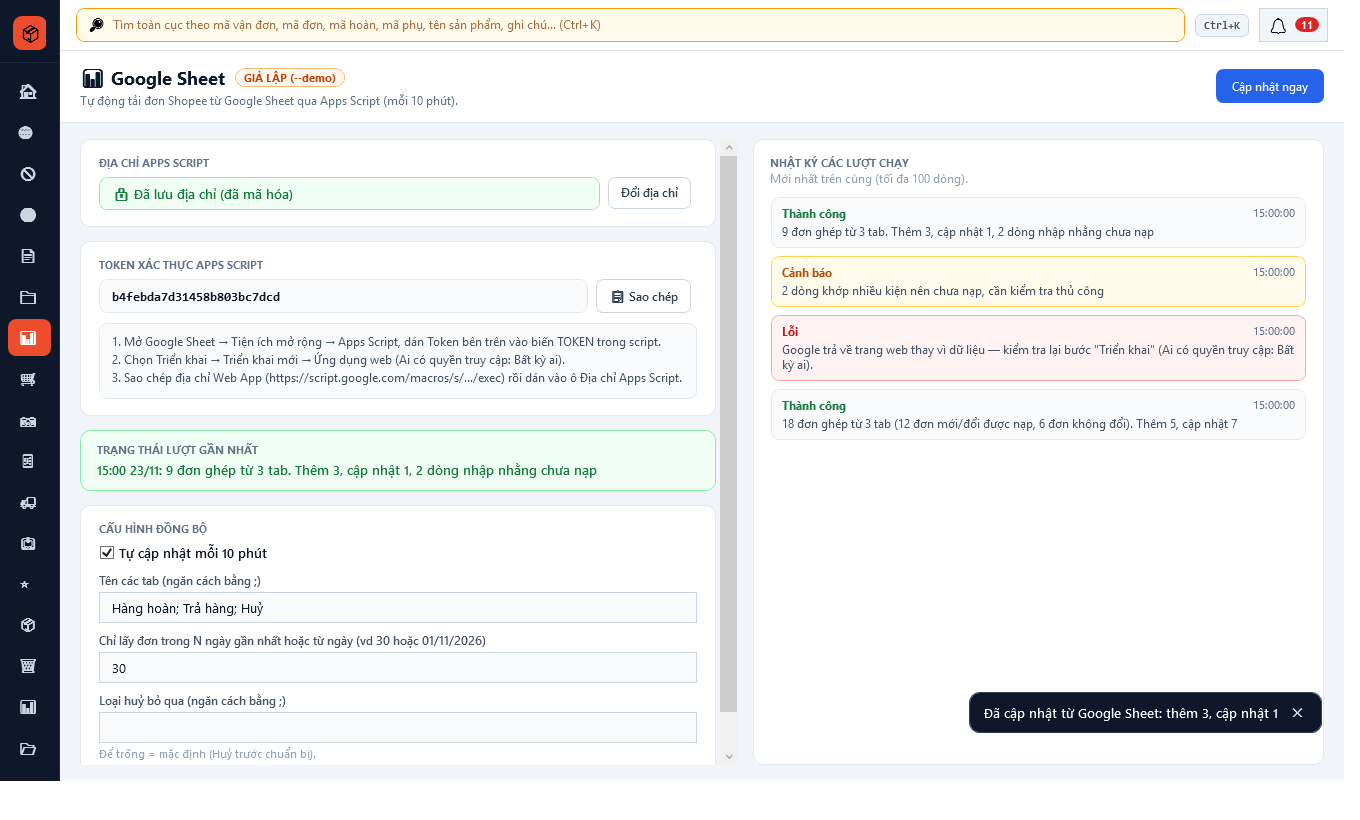 Tìm toàn cục theo mã vận đơn, mã đơn, mã hoàn, mã phụ, tên sản phẩm, ghi chú... (Ctrl+K)
Ctrl+K
11
Google Sheet
GIẢ LẬP (--demo)
Tự động tải đơn Shopee từ Google Sheet qua Apps Script (mỗi 10 phút).
Cập nhật ngay
ĐỊA CHỈ APPS SCRIPT
Đã lưu địa chỉ (đã mã hóa)
Đổi địa chỉ
TOKEN XÁC THỰC APPS SCRIPT
b4febda7d31458b803bc7dcd
Sao chép
1. Mở Google Sheet → Tiện ích mở rộng → Apps Script, dán Token bên trên vào biến TOKEN trong script.
2. Chọn Triển khai → Triển khai mới → Ứng dụng web (Ai có quyền truy cập: Bất kỳ ai).
3. Sao chép địa chỉ Web App (https://script.google.com/macros/s/.../exec) rồi dán vào ô Địa chỉ Apps Script.
TRẠNG THÁI LƯỢT GẦN NHẤT
15:00 23/11: 9 đơn ghép từ 3 tab. Thêm 3, cập nhật 1, 2 dòng nhập nhằng chưa nạp
CẤU HÌNH ĐỒNG BỘ
Tự cập nhật mỗi 10 phút
Tên các tab (ngăn cách bằng ;)
Hàng hoàn; Trả hàng; Huỷ
Chỉ lấy đơn trong N ngày gần nhất hoặc từ ngày (vd 30 hoặc 01/11/2026)
30
Loại huỷ bỏ qua (ngăn cách bằng ;)
Để trống = mặc định (Huỷ trước chuẩn bị).
NHẬT KÝ CÁC LƯỢT CHẠY
Mới nhất trên cùng (tối đa 100 dòng).
Thành công
15:00:00
9 đơn ghép từ 3 tab. Thêm 3, cập nhật 1, 2 dòng nhập nhằng chưa nạp
Cảnh báo
15:00:00
2 dòng khớp nhiều kiện nên chưa nạp, cần kiểm tra thủ công
Lỗi
15:00:00
Google trả về trang web thay vì dữ liệu — kiểm tra lại bước "Triển khai" (Ai có quyền truy cập: Bất
kỳ ai).
Thành công
15:00:00
18 đơn ghép từ 3 tab (12 đơn mới/đổi được nạp, 6 đơn không đổi). Thêm 5, cập nhật 7
Đã cập nhật từ Google Sheet: thêm 3, cập nhật 1